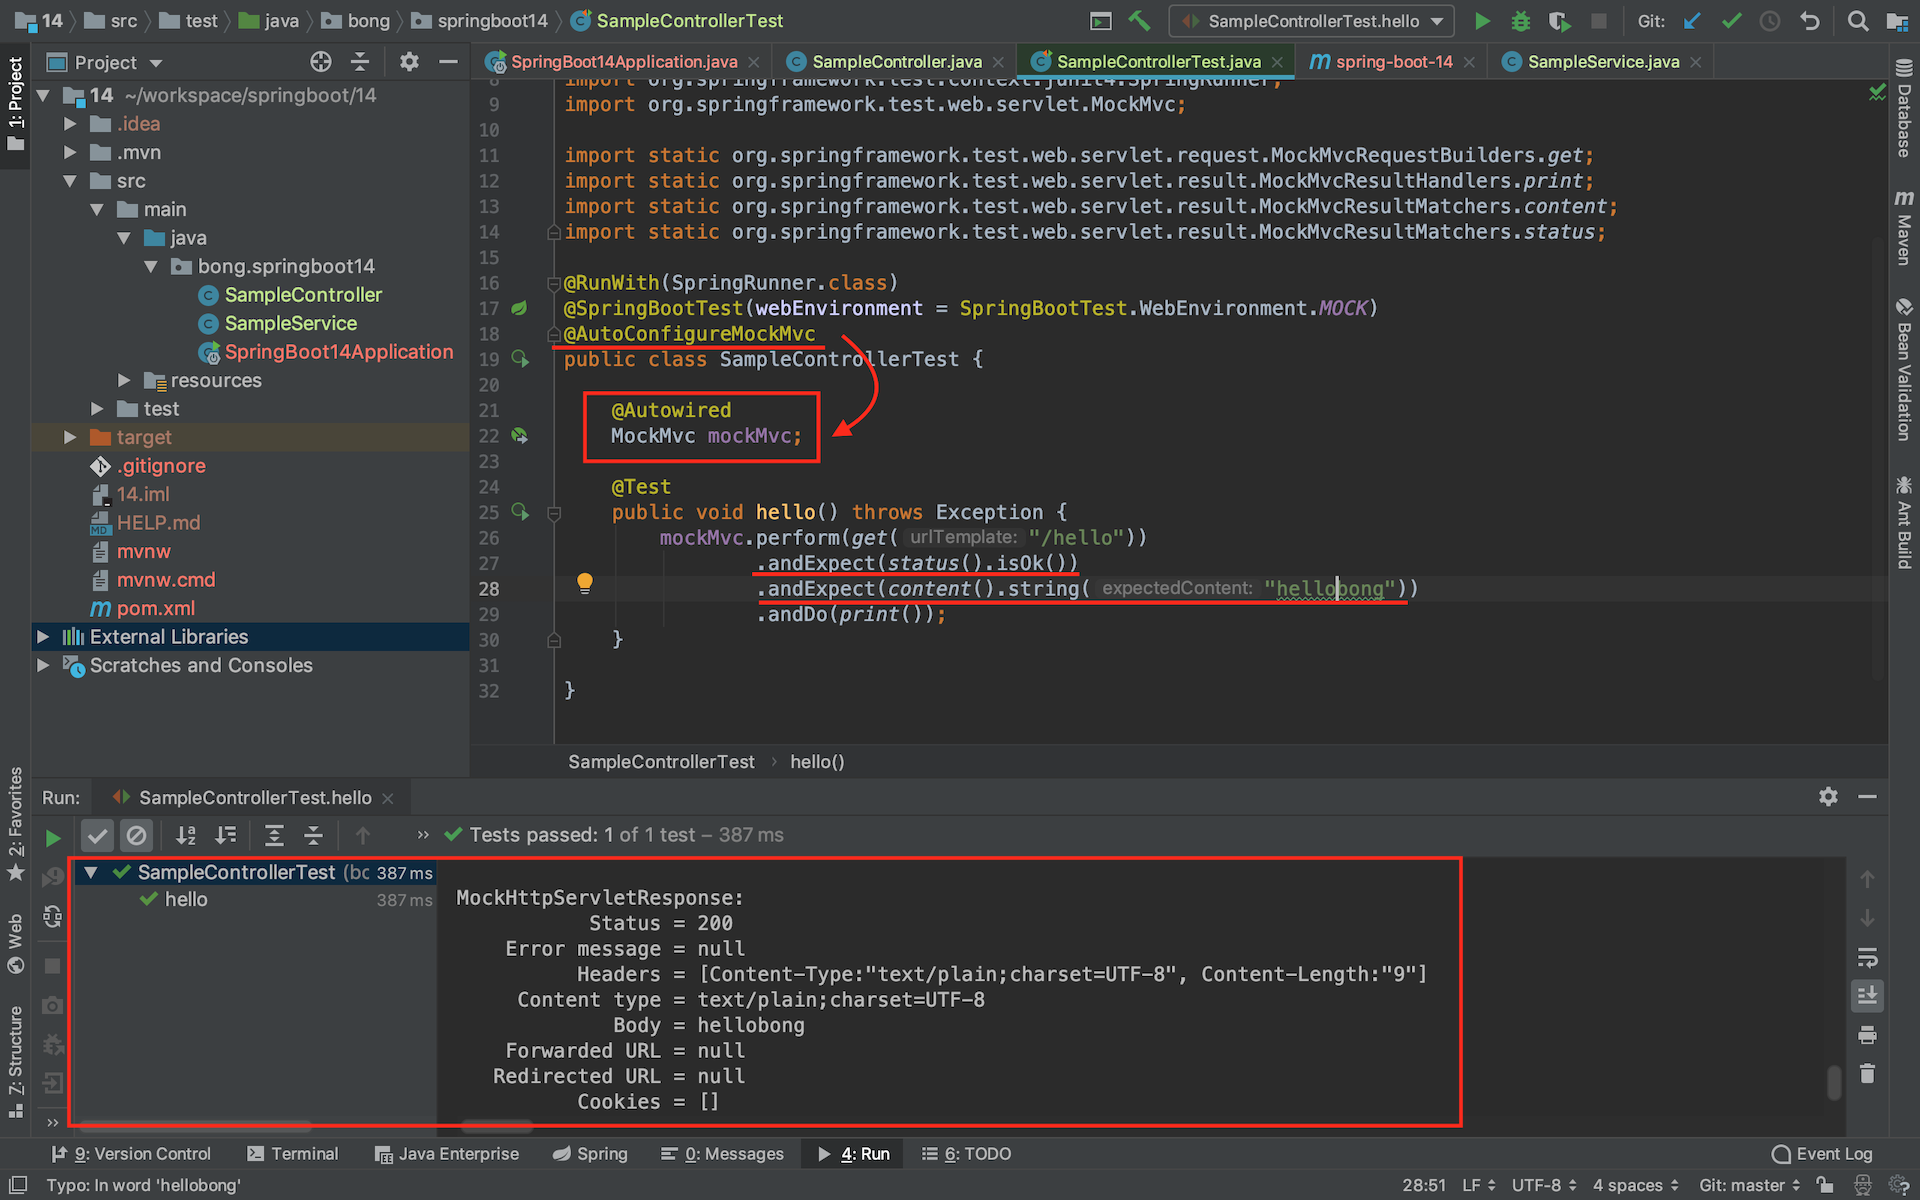 14 src test java bong springboot14 SampleControllerTest
SampleControllerTest.hello Git:
1: Project
Project
SpringBoot14Application.java SampleController.java SampleControllerTest.java spring-boot-14 SampleService.java
14 ~/workspace/springboot/14
.idea
.mvn
src
main
java
bong.springboot14
SampleController
SampleService
SpringBoot14Application
resources
test
target
.gitignore
14.iml
HELP.md
mvnw
mvnw.cmd
pom.xml
External Libraries
Scratches and Consoles
8 import org.springframework.test.context.junit4.SpringRunner;
9 import org.springframework.test.web.servlet.MockMvc;
10
11 import static org.springframework.test.web.servlet.request.MockMvcRequestBuilders.get;
12 import static org.springframework.test.web.servlet.result.MockMvcResultHandlers.print;
13 import static org.springframework.test.web.servlet.result.MockMvcResultMatchers.content;
14 import static org.springframework.test.web.servlet.result.MockMvcResultMatchers.status;
15
16 @RunWith(SpringRunner.class)
17 @SpringBootTest(webEnvironment = SpringBootTest.WebEnvironment.MOCK)
18 @AutoConfigureMockMvc
19 public class SampleControllerTest {
20
21 @Autowired
22 MockMvc mockMvc;
23
24 @Test
25 public void hello() throws Exception {
26 mockMvc.perform(get( urlTemplate: "/hello"))
27 .andExpect(status().isOk())
28 .andExpect(content().string( expectedContent: "hellobong"))
29 .andDo(print());
30 }
31
32 }
SampleControllerTest › hello()
Database
Maven
Bean Validation
Ant Build
2: Favorites
Web
Z: Structure
Run: SampleControllerTest.hello
» Tests passed: 1 of 1 test – 387 ms
SampleControllerTest (bo 387 ms
hello 387 ms
MockHttpServletResponse:
Status = 200
Error message = null
Headers = [Content-Type:"text/plain;charset=UTF-8", Content-Length:"9"]
Content type = text/plain;charset=UTF-8
Body = hellobong
Forwarded URL = null
Redirected URL = null
Cookies = []
»
9: Version Control Terminal Java Enterprise Spring 0: Messages 4: Run 6: TODO Event Log
Typo: In word 'hellobong' 28:51 LF UTF-8 4 spaces Git: master